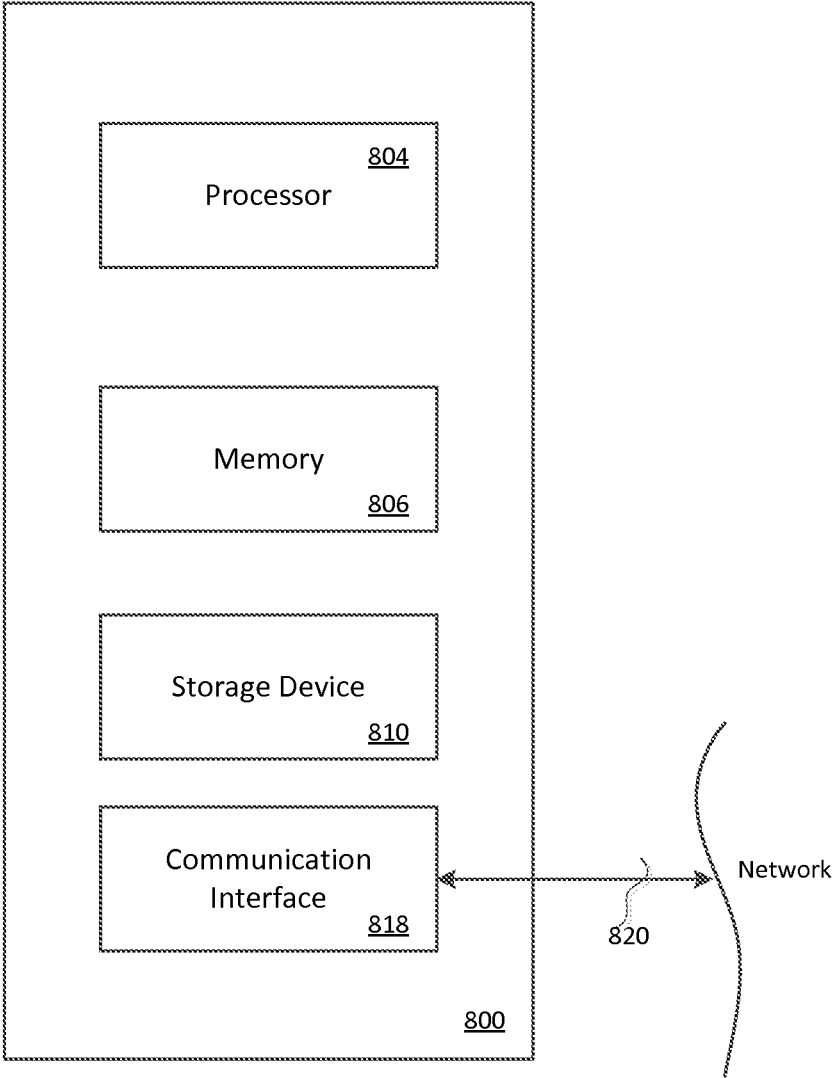 804
Processor
Memory
806
Storage Device
810
Communication
Interface
818
Network
820
800